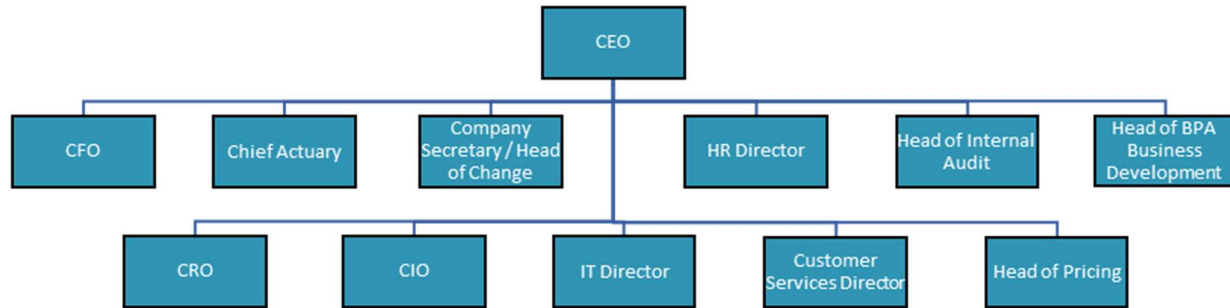 CEO
CFO
Chief Actuary
Company
Secretary / Head
of Change
HR Director
Head of Internal
Audit
Head of BPA
Business
Development
CRO
CIO
IT Director
Customer
Services Director
Head of Pricing